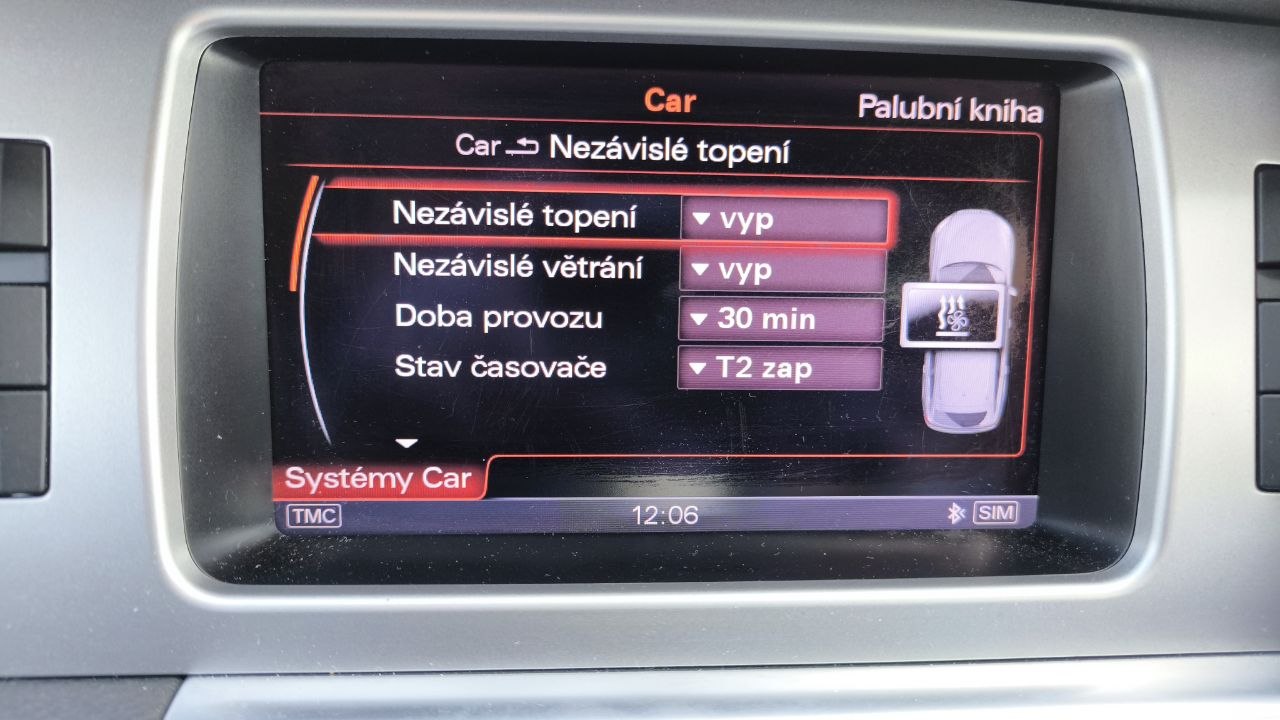 Car
Palubní kniha
Car Nezávislé topení
Nezávislé topení vyp
Nezávislé větrání vyp
Doba provozu 30 min
Stav časovače T2 zap
Systémy Car
TMC 12:06 SIM